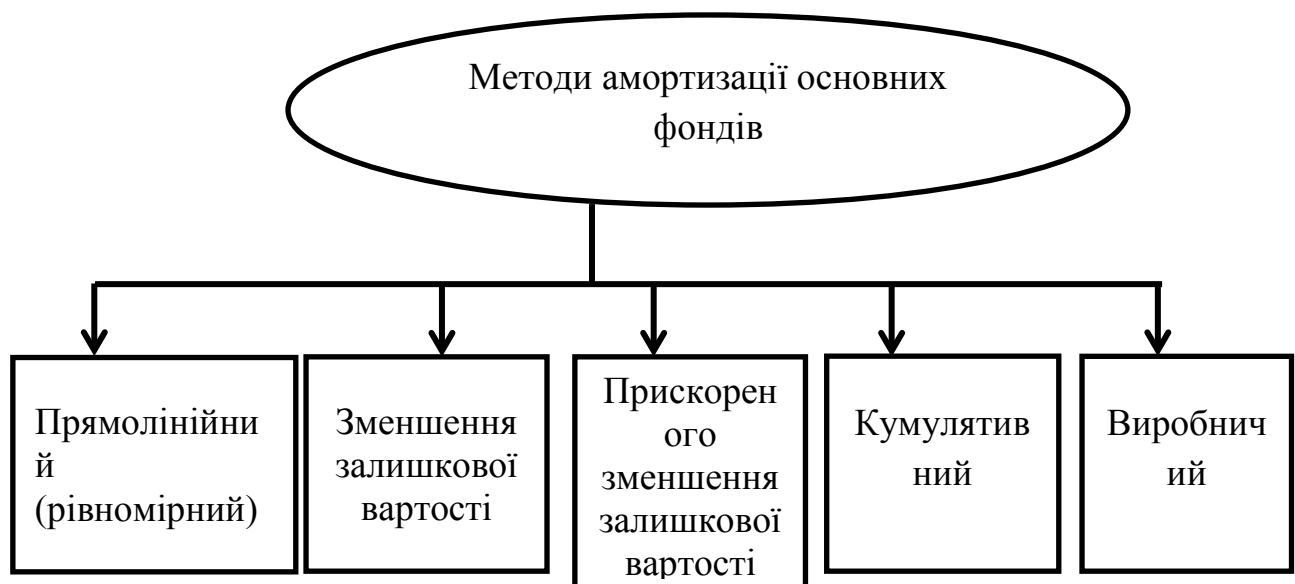 Методи амортизації основних
фондів
Прямолінійни
й
(рівномірний)
Зменшення
залишкової
вартості
Прискорен
ого
зменшення
залишкової
вартості
Кумулятив
ний
Виробнич
ий